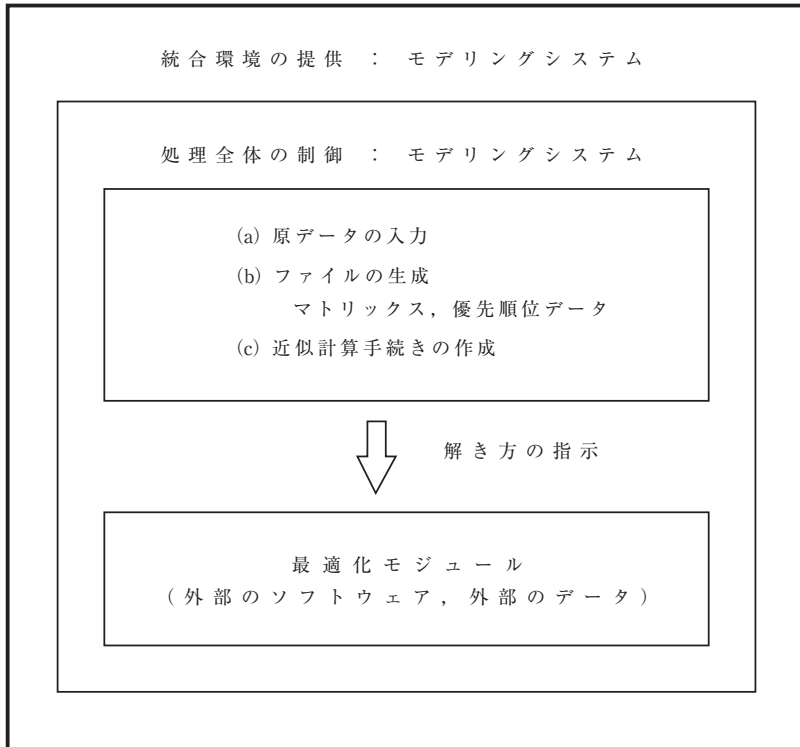 統合環境の提供 ： モデリングシステム
処理全体の制御 ： モデリングシステム
(a) 原データの入力
(b) ファイルの生成
マトリックス，優先順位データ
(c) 近似計算手続きの作成
解き方の指示
最適化モジュール
（外部のソフトウェア，外部のデータ）